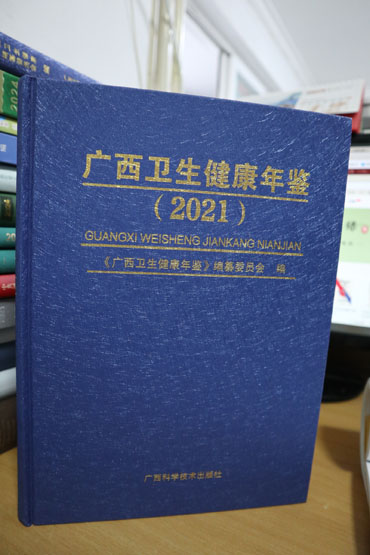 广西卫生健康年鉴
（2021）
GUANGXI WEISHENG JIANKANG NIANJIAN
《广西卫生健康年鉴》编纂委员会 编
广西科学技术出版社
2024